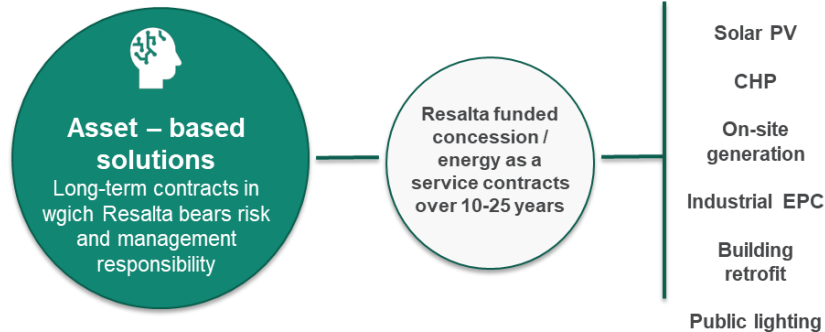 Asset – based
solutions
Long-term contracts in
wgich Resalta bears risk
and management
responsibility
Resalta funded
concession /
energy as a
service contracts
over 10-25 years
Solar PV
CHP
On-site
generation
Industrial EPC
Building
retrofit
Public lighting